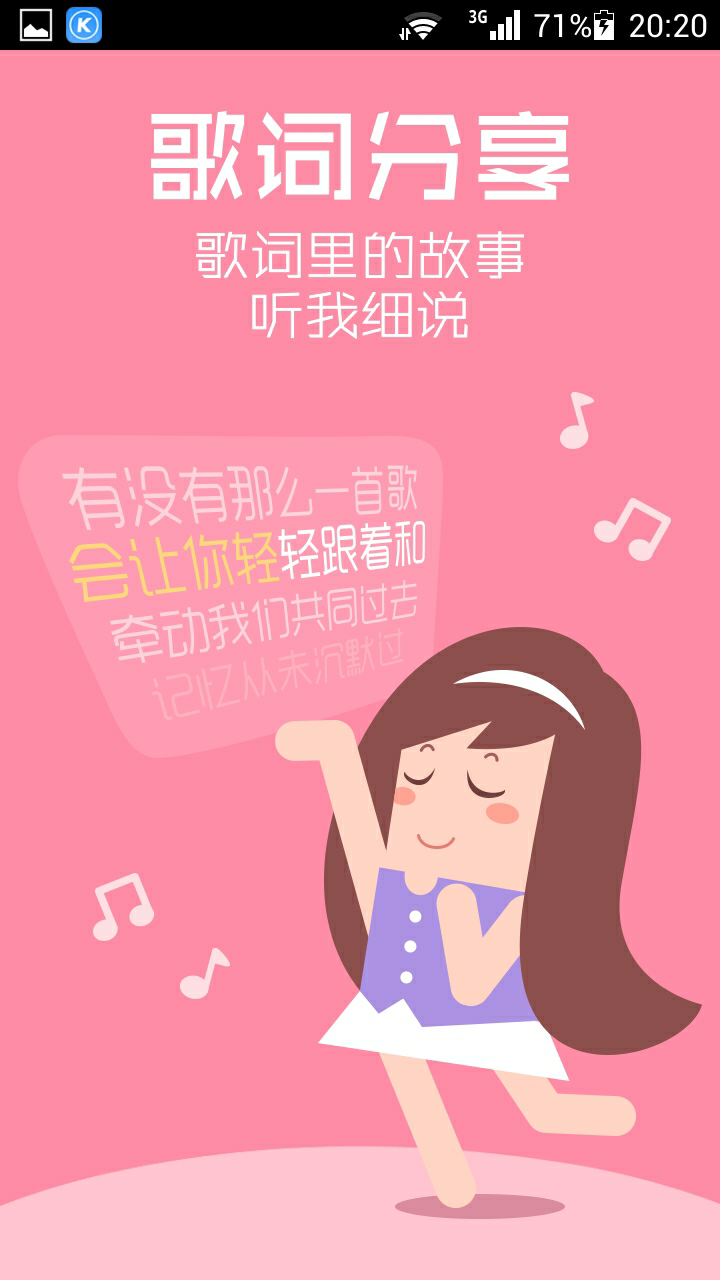 3G 71% 20:20
歌词分享
歌词里的故事
听我细说
有没有那么一首歌
会让你轻轻跟着和
牵动我们共同过去
记忆从未沉默过